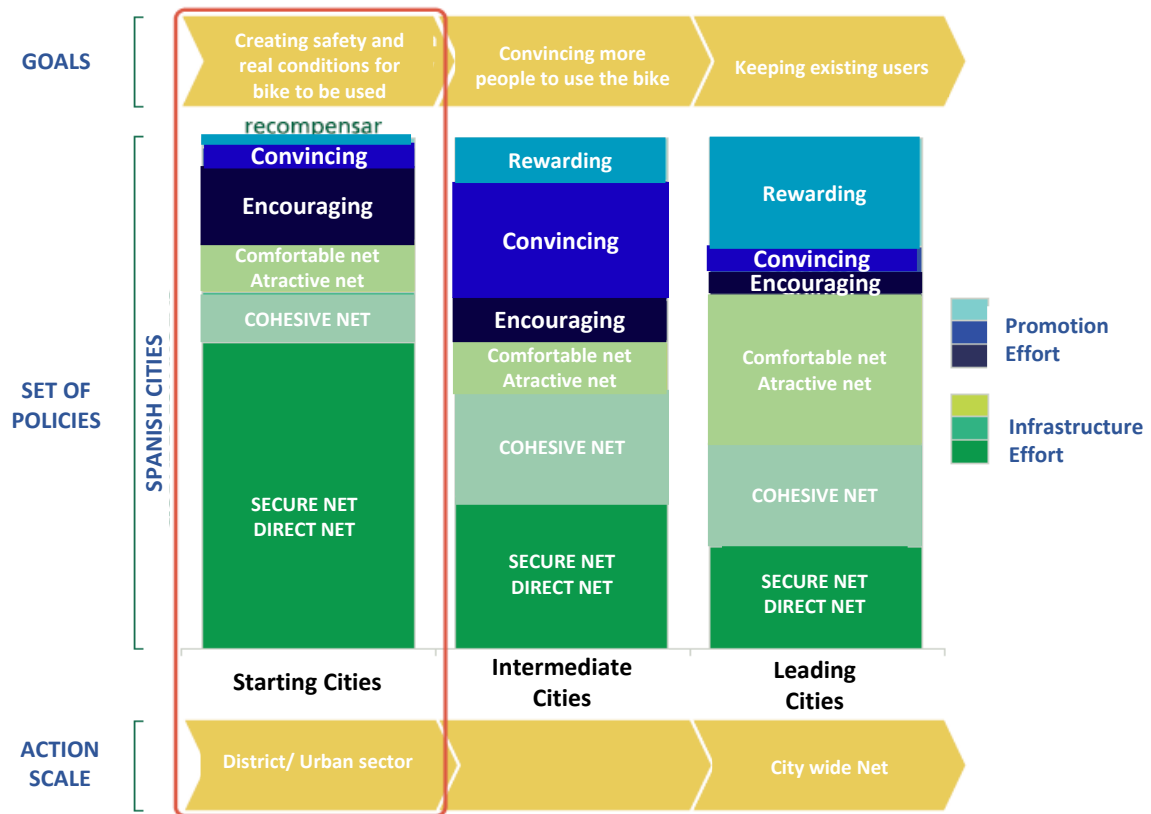 GOALS
Creating safety and
real conditions for
bike to be used
Convincing more
people to use the bike
Keeping existing users
SET OF
POLICIES
SPANISH CITIES
recompensar
Convincing
Encouraging
Comfortable net
Atractive net
COHESIVE NET
SECURE NET
DIRECT NET
Starting Cities
Rewarding
Convincing
Encouraging
Comfortable net
Atractive net
COHESIVE NET
SECURE NET
DIRECT NET
Intermediate
Cities
Rewarding
Convincing
Encouraging
Comfortable net
Atractive net
COHESIVE NET
SECURE NET
DIRECT NET
Leading
Cities
Promotion
Effort
Infrastructure
Effort
ACTION
SCALE
District/ Urban sector
City wide Net